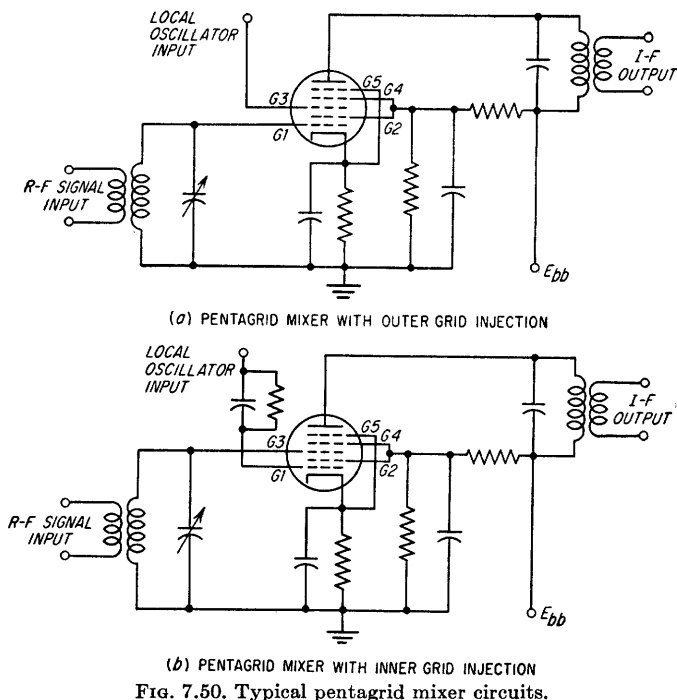 LOCAL
OSCILLATOR
INPUT
G5
G4
G3
G2
G1
I-F
OUTPUT
R-F SIGNAL
INPUT
Ebb
(a) PENTAGRID MIXER WITH OUTER GRID INJECTION
LOCAL
OSCILLATOR
INPUT
G5
G4
G3
G2
G1
I-F
OUTPUT
R-F SIGNAL
INPUT
Ebb
(b) PENTAGRID MIXER WITH INNER GRID INJECTION
FIG. 7.50. Typical pentagrid mixer circuits.